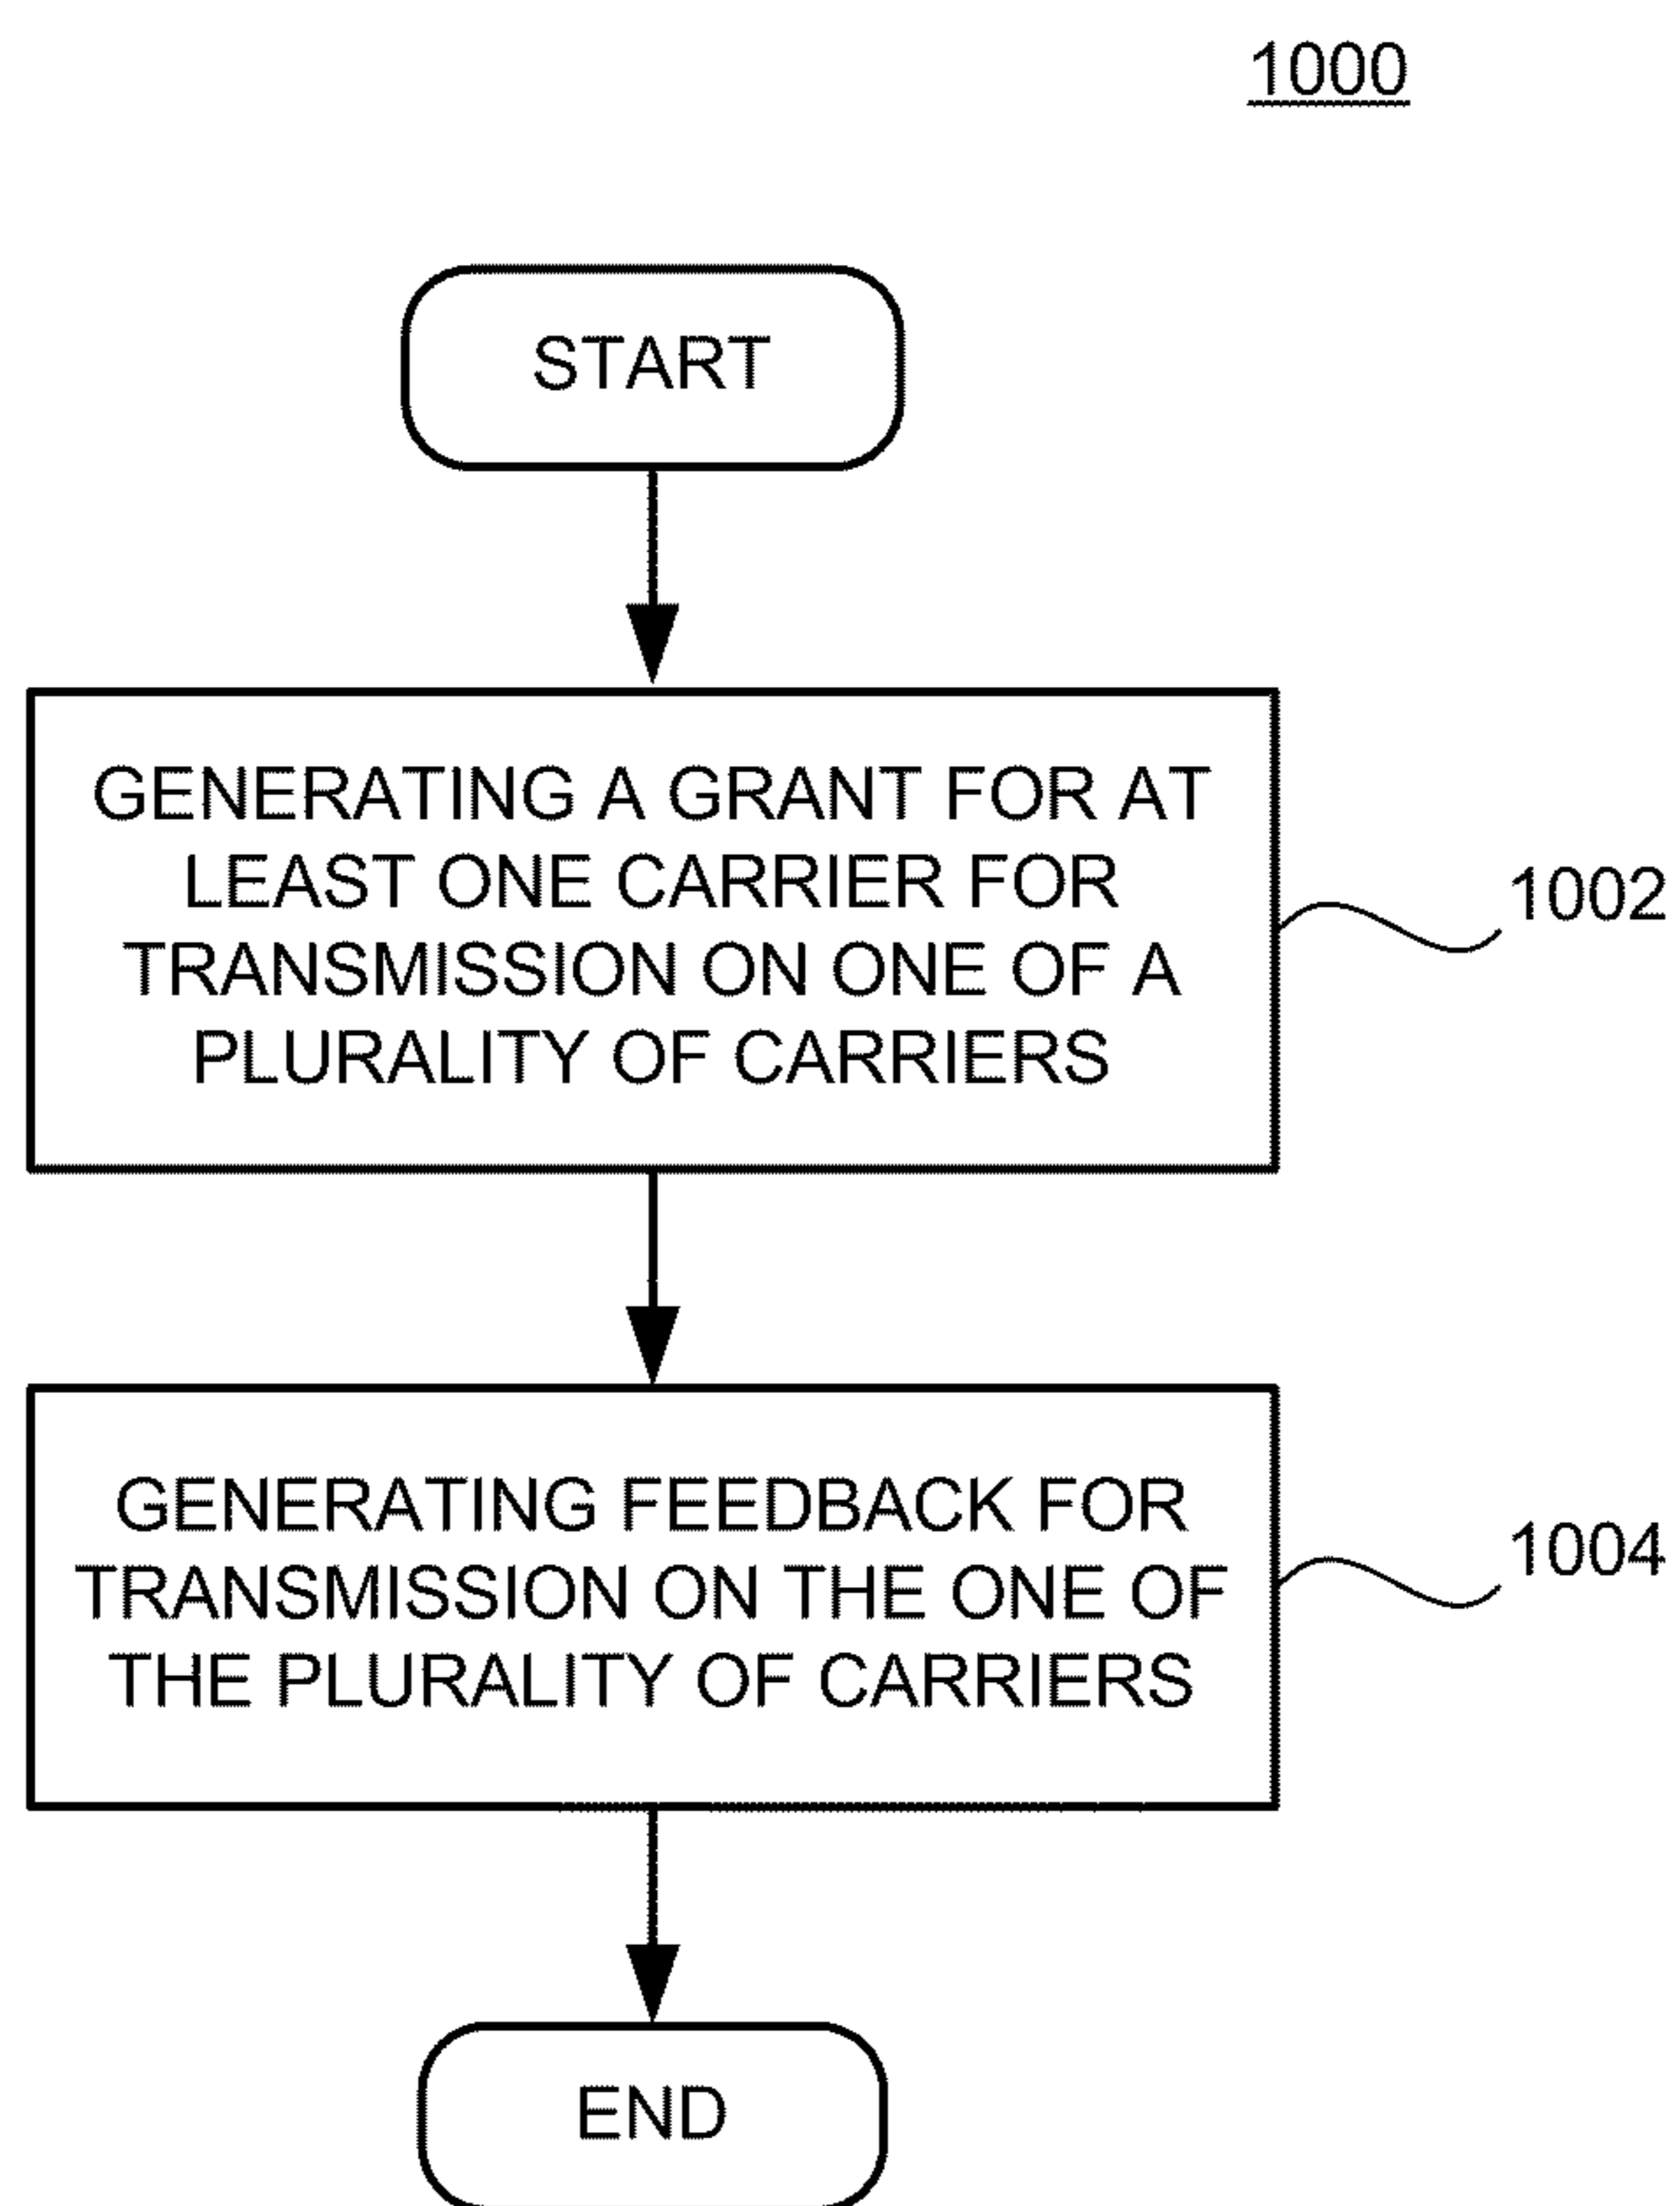 1000
START
GENERATING A GRANT FOR AT
LEAST ONE CARRIER FOR
TRANSMISSION ON ONE OF A
PLURALITY OF CARRIERS
1002
GENERATING FEEDBACK FOR
TRANSMISSION ON THE ONE OF
THE PLURALITY OF CARRIERS
1004
END